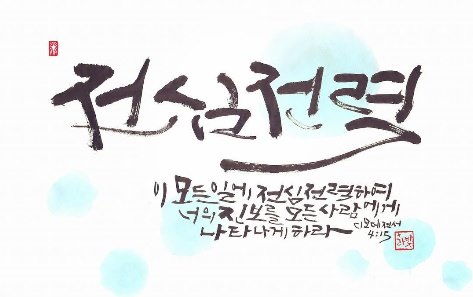 전심전력
이 모든 일에 전심전력하여
너의 진보를 모든 사람에게
나타나게 하라
디모데전서
4:15